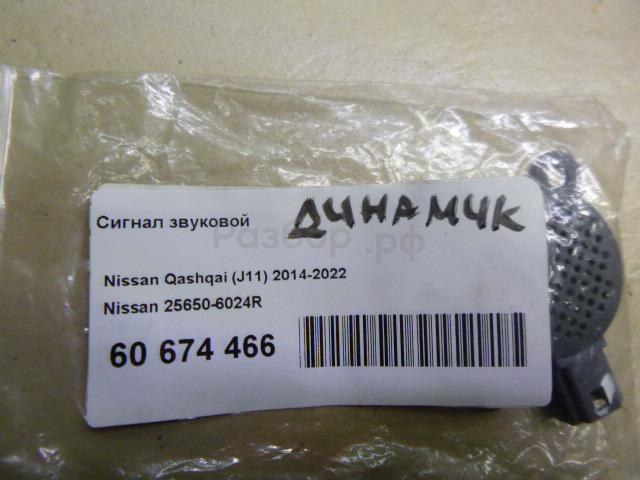 Сигнал звуковой ДИНАМИК
Разбор.рф
Nissan Qashqai (J11) 2014-2022
Nissan 25650-6024R
60 674 466